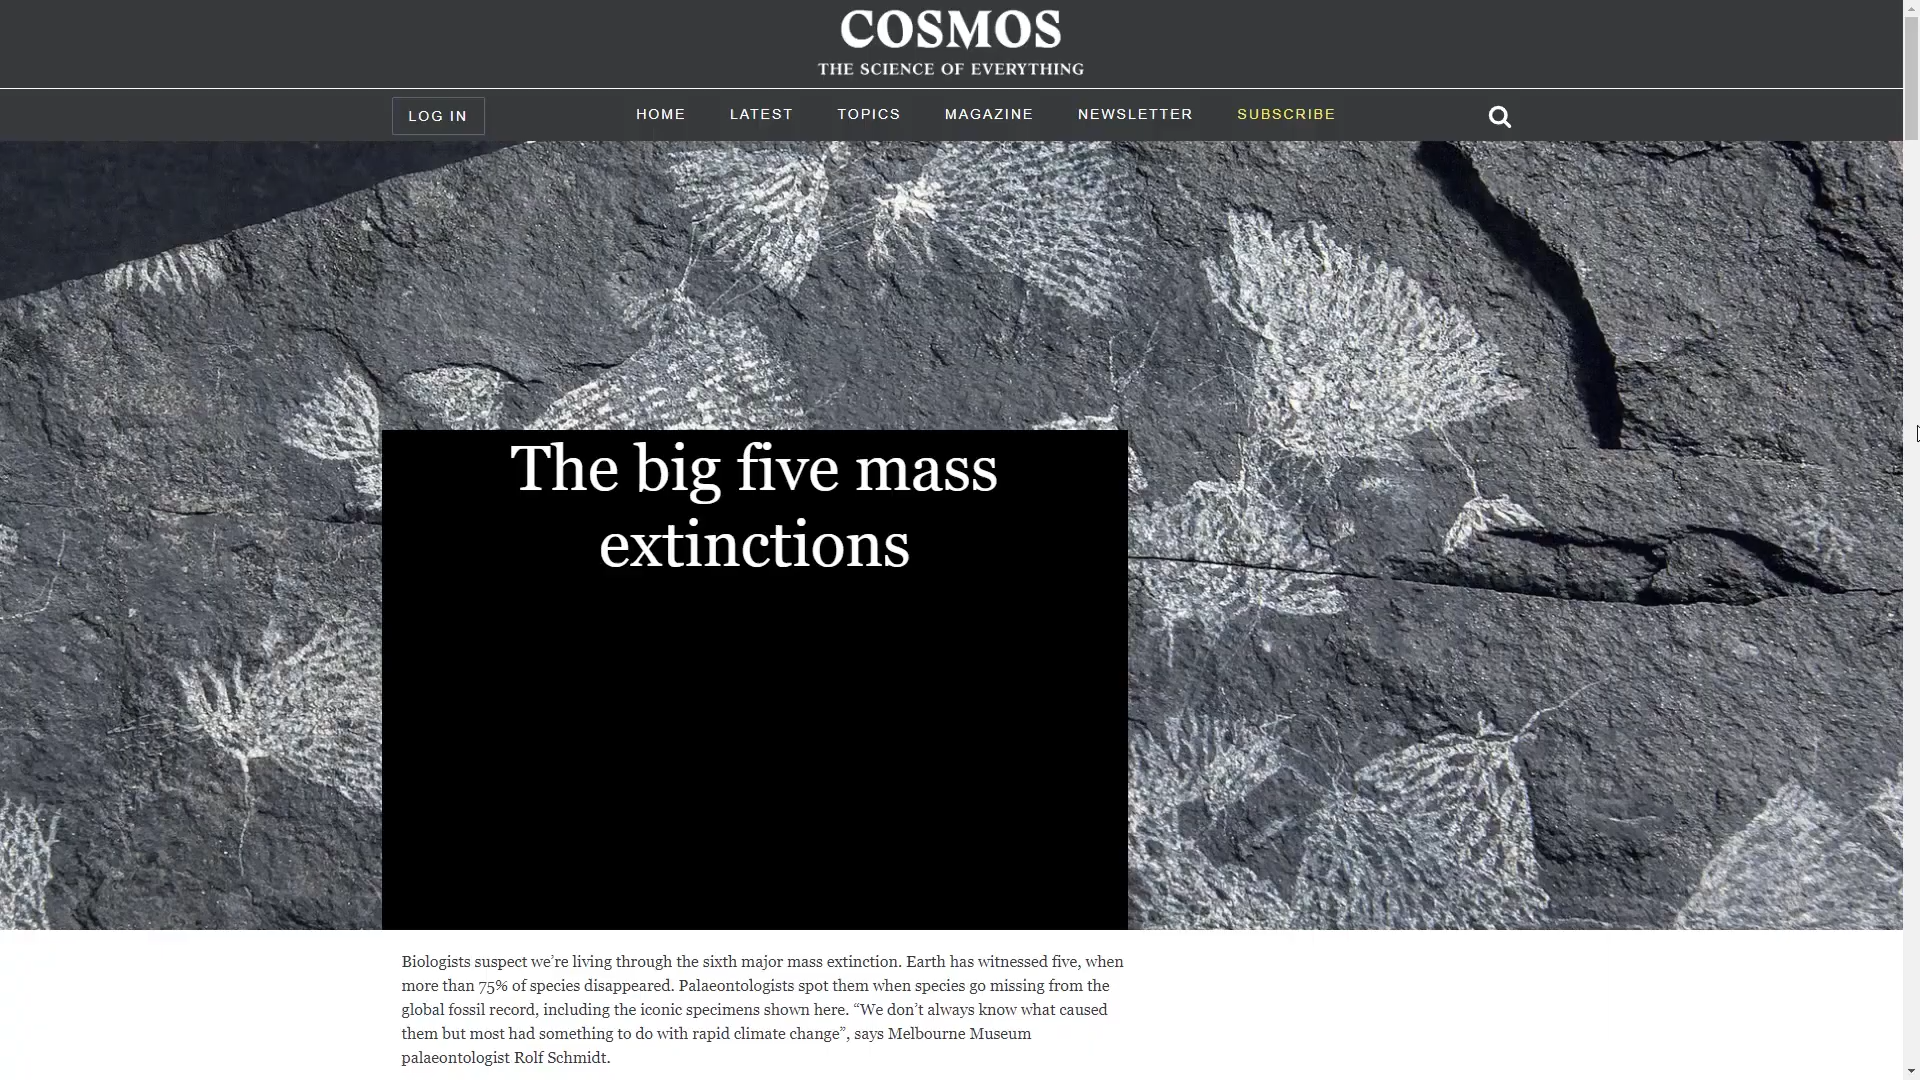 COSMOS
THE SCIENCE OF EVERYTHING
LOG IN
HOME
LATEST
TOPICS
MAGAZINE
NEWSLETTER
SUBSCRIBE
The big five mass
extinctions
Biologists suspect we’re living through the sixth major mass extinction. Earth has witnessed five, when
more than 75% of species disappeared. Palaeontologists spot them when species go missing from the
global fossil record, including the iconic specimens shown here. “We don’t always know what caused
them but most had something to do with rapid climate change”, says Melbourne Museum
palaeontologist Rolf Schmidt.